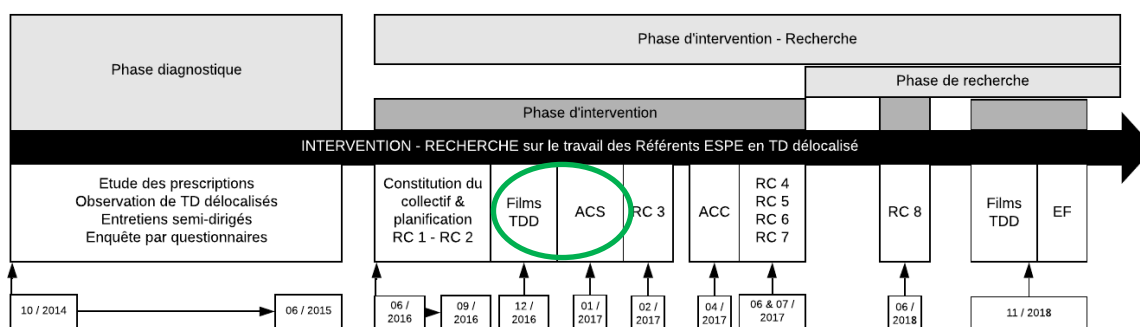 Phase d'intervention - Recherche
Phase diagnostique
Phase de recherche
Phase d'intervention
INTERVENTION - RECHERCHE sur le travail des Référents ESPE en TD délocalisé
Etude des prescriptions
Observation de TD délocalisés
Entretiens semi-dirigés
Enquête par questionnaires
Constitution du
collectif &
planification
RC 1 - RC 2
Films
TDD
ACS
RC 3
ACC
RC 4
RC 5
RC 6
RC 7
RC 8
Films
TDD
EF
10 / 2014
06 / 2015
06 /
2016
09 /
2016
12 /
2016
01 /
2017
02 /
2017
04 /
2017
06 & 07 /
2017
06 /
2018
11 / 2018